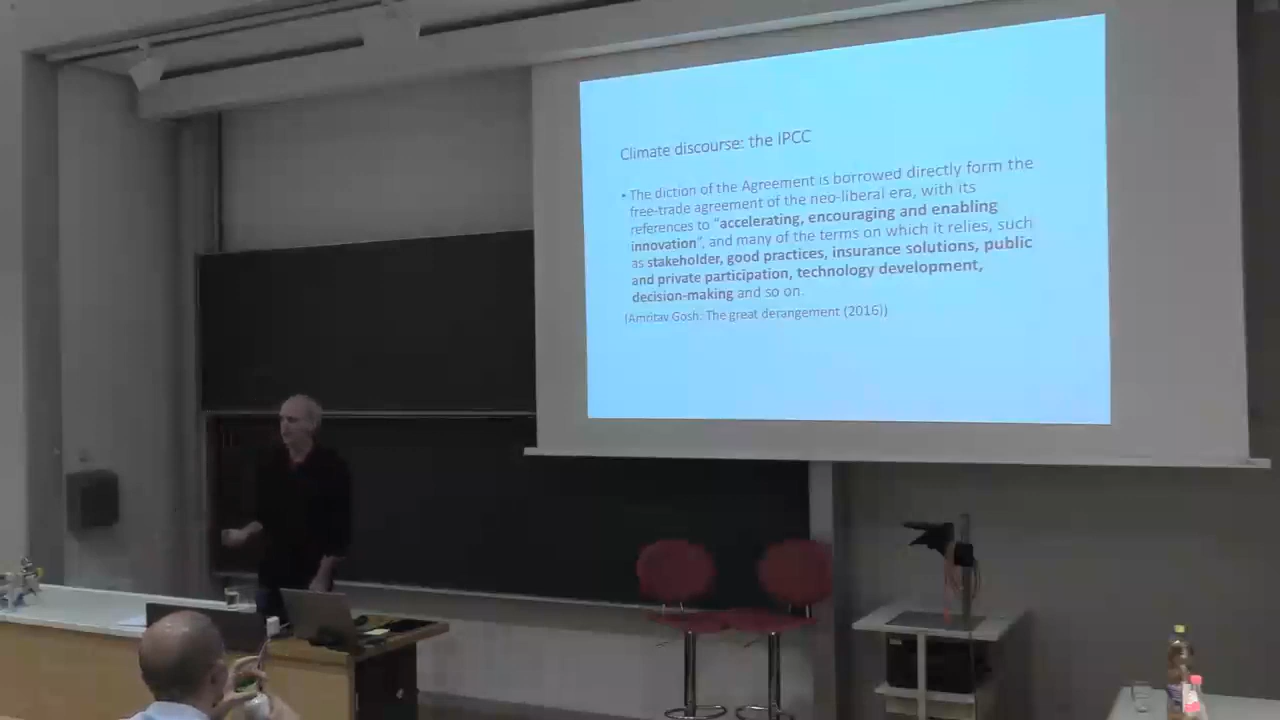 Climate discourse: the IPCC
• The diction of the Agreement is borrowed directly form the
free-trade agreement of the neo-liberal era, with its
references to "accelerating, encouraging and enabling
innovation", and many of the terms on which it relies, such
as stakeholder, good practices, insurance solutions, public
and private participation, technology development,
decision-making and so on.
(Amritav Gosh: The great derangement (2016))